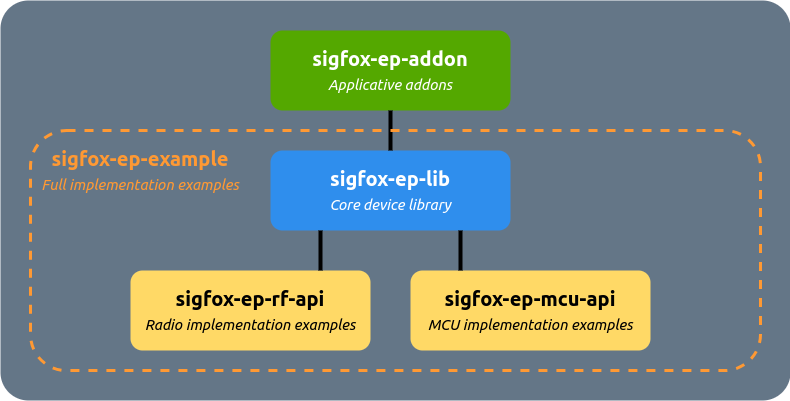 sigfox-ep-addon
Applicative addons
sigfox-ep-example
Full implementation examples
sigfox-ep-lib
Core device library
sigfox-ep-rf-api
Radio implementation examples
sigfox-ep-mcu-api
MCU implementation examples